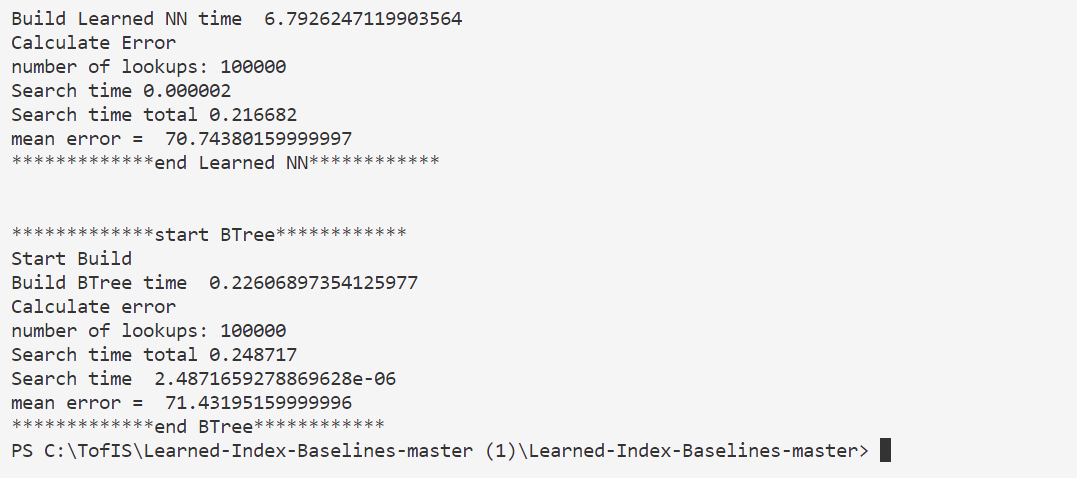 Build Learned NN time  6.7926247119903564
Calculate Error
number of lookups: 100000
Search time 0.000002
Search time total 0.216682
mean error =  70.74380159999997
*************end Learned NN************
*************start BTree************
Start Build
Build BTree time  0.22606897354125977
Calculate error
number of lookups: 100000
Search time total 0.248717
Search time  2.4871659278869628e-06
mean error =  71.43195159999996
*************end BTree************
PS C:\TofIS\Learned-Index-Baselines-master (1)\Learned-Index-Baselines-master>